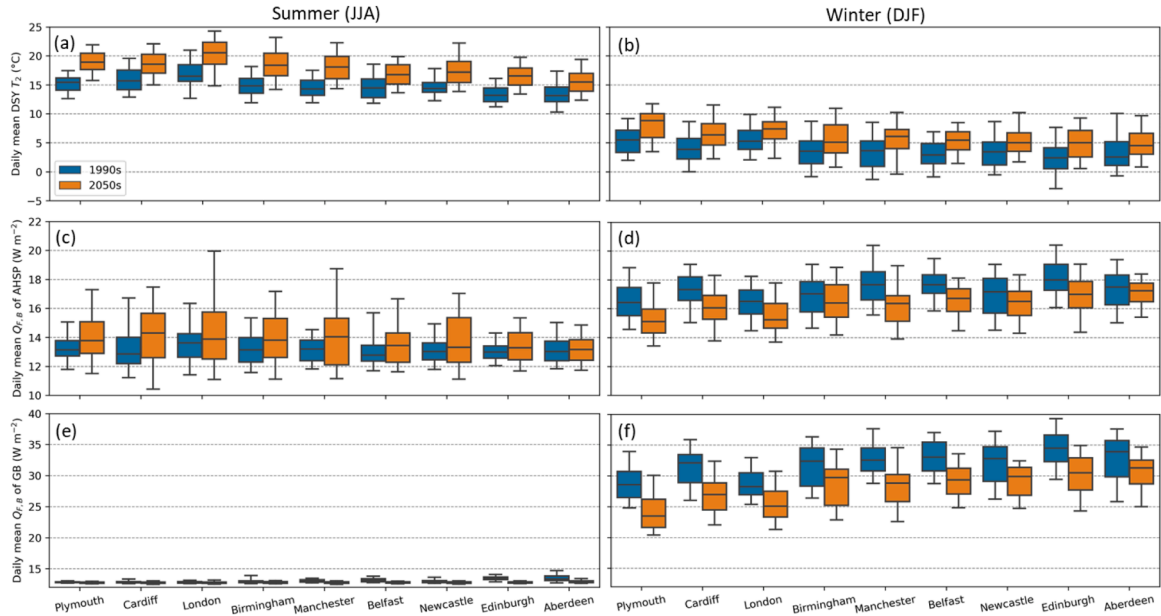 Summer (JJA)
Winter (DJF)
(a)
Daily mean DSY T₂ (°C)
25
20
15
10
5
0
−5
1990s
2050s
(b)
(c)
Daily mean Q_F,B of AHSP (W m⁻²)
22
20
18
16
14
12
10
(d)
(e)
Daily mean Q_F,B of GB (W m⁻²)
40
35
30
25
20
15
(f)
Plymouth Cardiff London Birmingham Manchester Belfast Newcastle Edinburgh Aberdeen
Plymouth Cardiff London Birmingham Manchester Belfast Newcastle Edinburgh Aberdeen